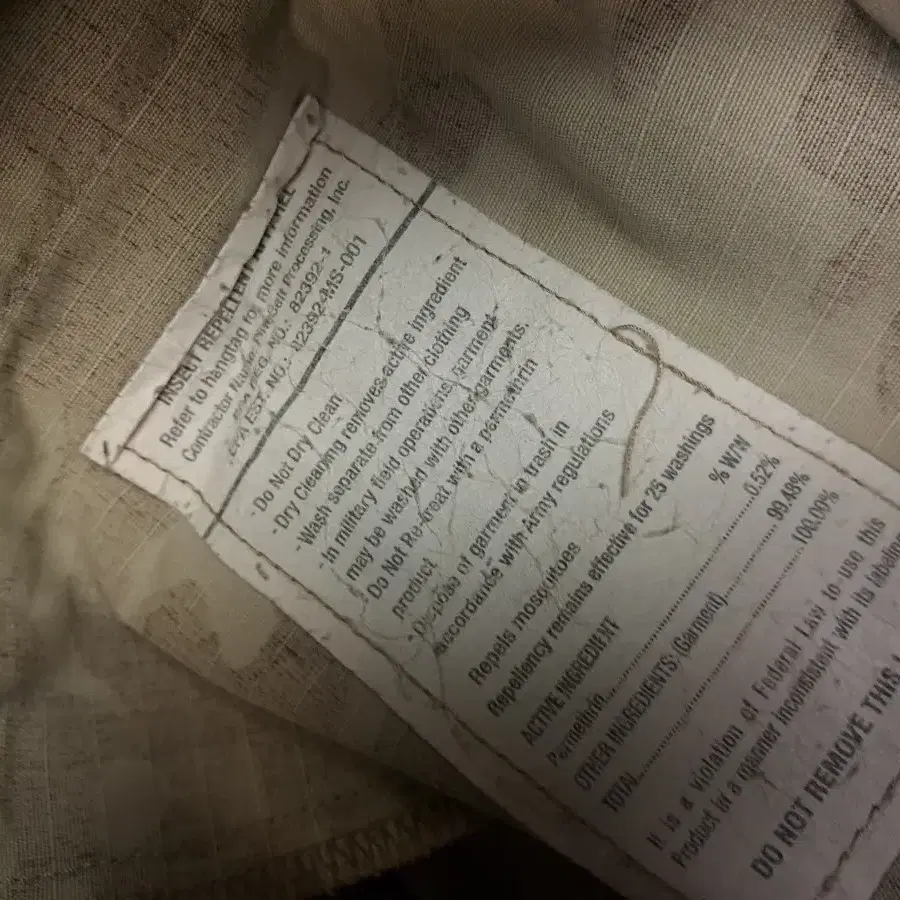 INSECT REPELLENT APPAREL
Refer to hangtag for more information
Contractor Name: Pine Belt Processing, Inc.
EPA REG. NO.: 82392-1
EPA EST. NO.: 82392-MS-001
- Do Not Dry Clean
- Dry Cleaning removes active ingredient
- Wash separate from other clothing
- In military field operations, garment
may be washed with other garments.
- Do Not Re-treat with a permethrin
product
- Dispose of garment in trash in
accordance with Army regulations
Repels mosquitoes
Repellency remains effective for 25 washings
ACTIVE INGREDIENT % W/W
Permethrin 0.52%
OTHER INGREDIENTS: (Garment) 99.48%
TOTAL 100.00%
It is a violation of Federal Law to use this
Product in a manner inconsistent with its labeling
DO NOT REMOVE THIS